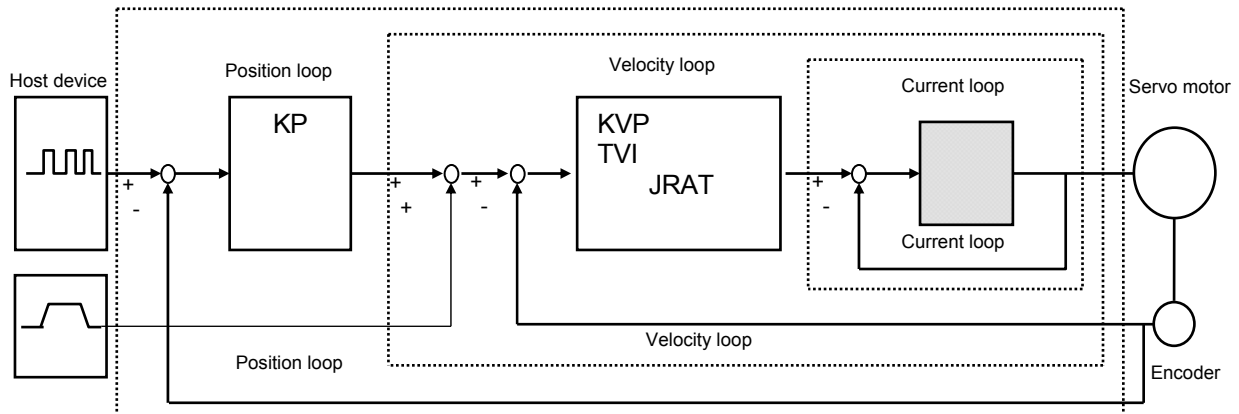 Host device
Position loop
Velocity loop
Current loop
Servo motor
KP
KVP
TVI
JRAT
+
-
+
+
+
-
+
-
Current loop
Velocity loop
Position loop
Encoder